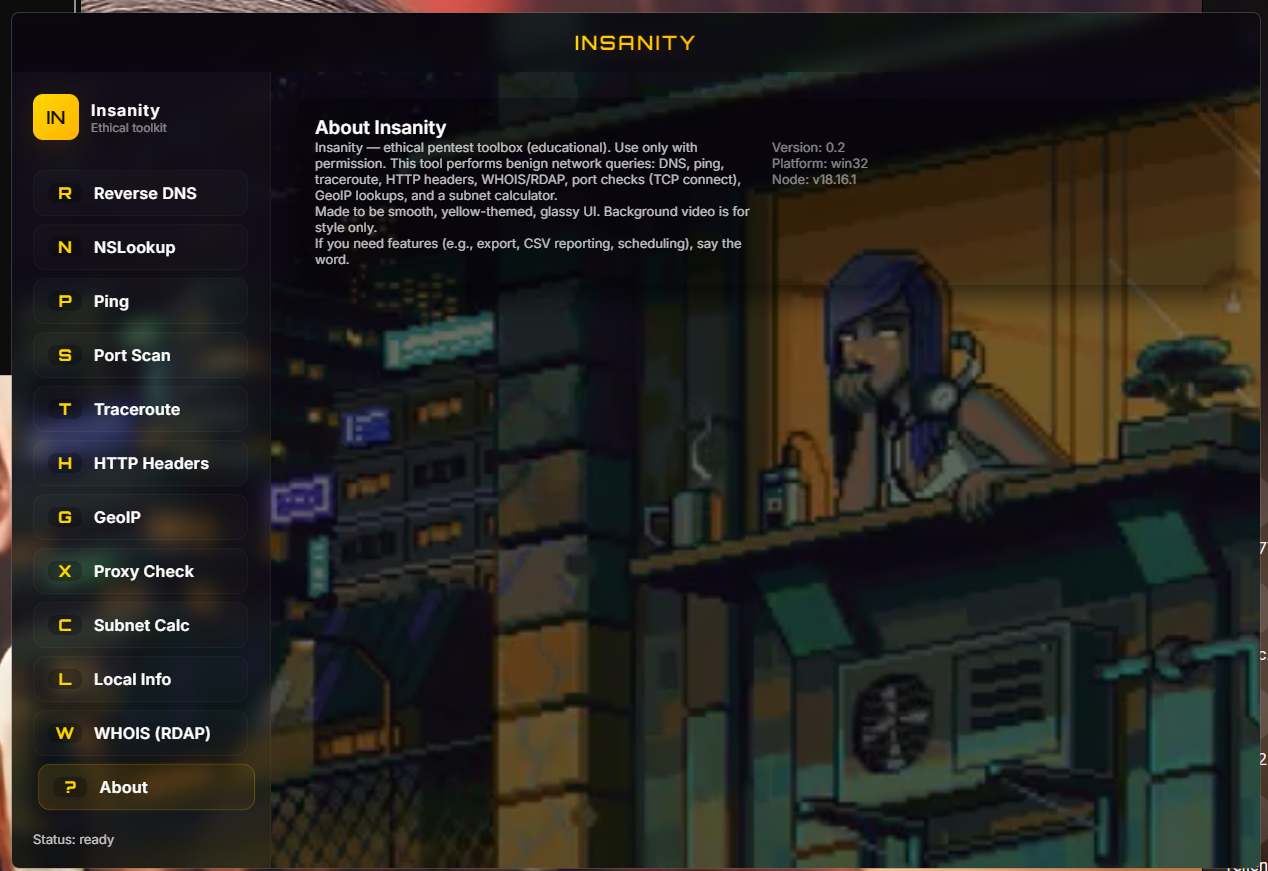 INSANITY
IN
Insanity
Ethical toolkit
R Reverse DNS
N NSLookup
P Ping
S Port Scan
T Traceroute
H HTTP Headers
G GeoIP
X Proxy Check
C Subnet Calc
L Local Info
W WHOIS (RDAP)
? About
Status: ready
About Insanity
Insanity — ethical pentest toolbox (educational). Use only with
permission. This tool performs benign network queries: DNS, ping,
traceroute, HTTP headers, WHOIS/RDAP, port checks (TCP connect),
GeoIP lookups, and a subnet calculator.
Made to be smooth, yellow-themed, glassy UI. Background video is for
style only.
If you need features (e.g., export, CSV reporting, scheduling), say the
word.
Version: 0.2
Platform: win32
Node: v18.16.1